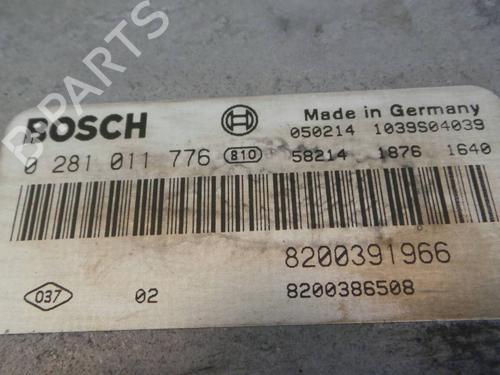 B PARTS
BOSCH
Made in Germany
050214 1039S04039
0 281 011 776 810 58214 1876 1640
8200391966
037 02 8200386508